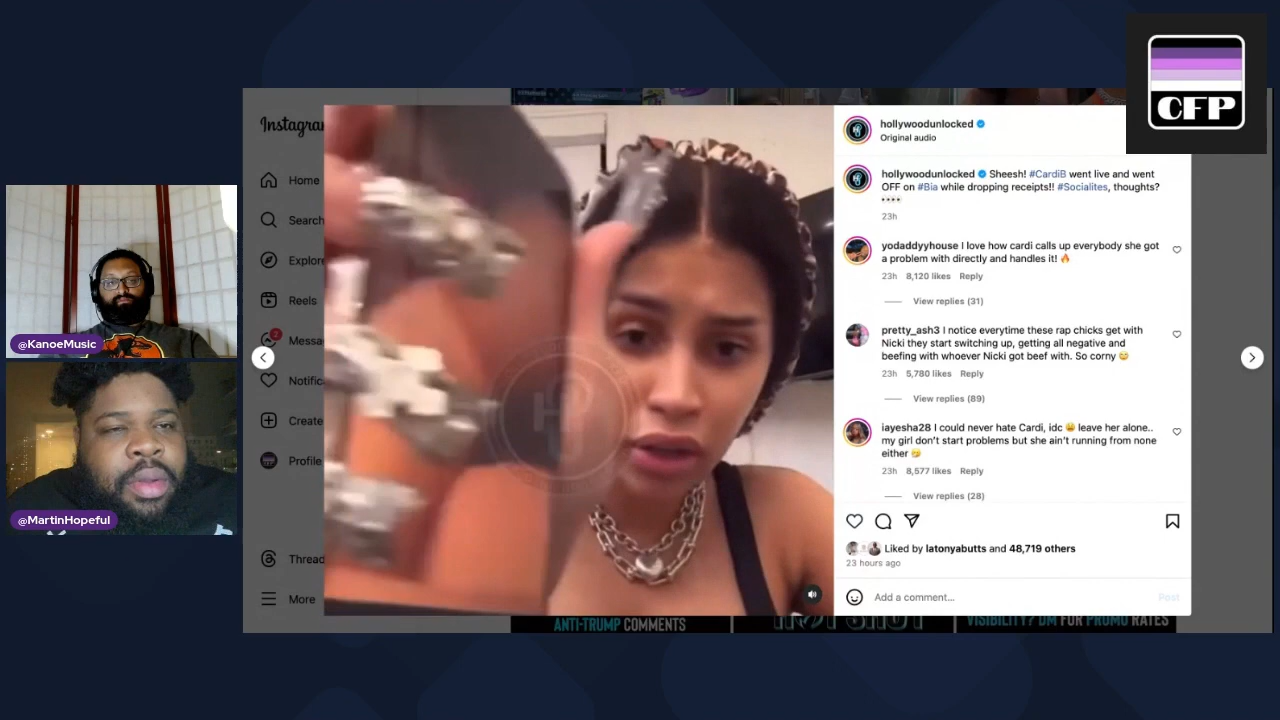 CFP
@KanoeMusic
@MartinHopeful
Instagram
Home
Search
Explore
Reels
2
Create
Profile
More
hollywoodunlocked
Original audio
hollywoodunlocked Sheesh! #CardiB went live and went
OFF on #Bia while dropping receipts!! #Socialites, thoughts?
23h
yodaddyyhouse I love how cardi calls up everybody she got
a problem with directly and handles it! 🔥
23h 8,120 likes Reply
View replies (31)
pretty_ash3 I notice everytime these rap chicks get with
Nicki they start switching up, getting all negative and
beefing with whoever Nicki got beef with. So corny 😅
23h 5,780 likes Reply
View replies (89)
iayesha28 I could never hate Cardi, idc 😩 leave her alone..
my girl don't start problems but she ain't running from none
either 🥱
23h 8,577 likes Reply
View replies (28)
Liked by latonyabutts and 48,719 others
23 hours ago
Add a comment...
Post
ANTI-TRUMP COMMENTS
HOT SHOT
VISIBILITY? DM FOR PROMO RATES